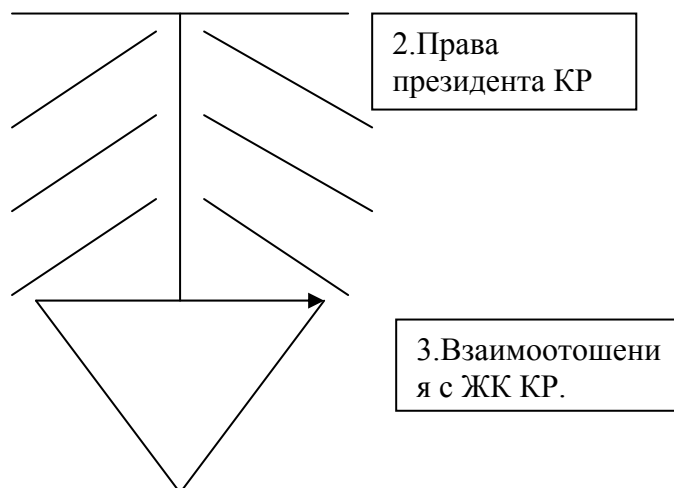 2.Права
президента КР
3.Взаимоотошени
я с ЖК КР.